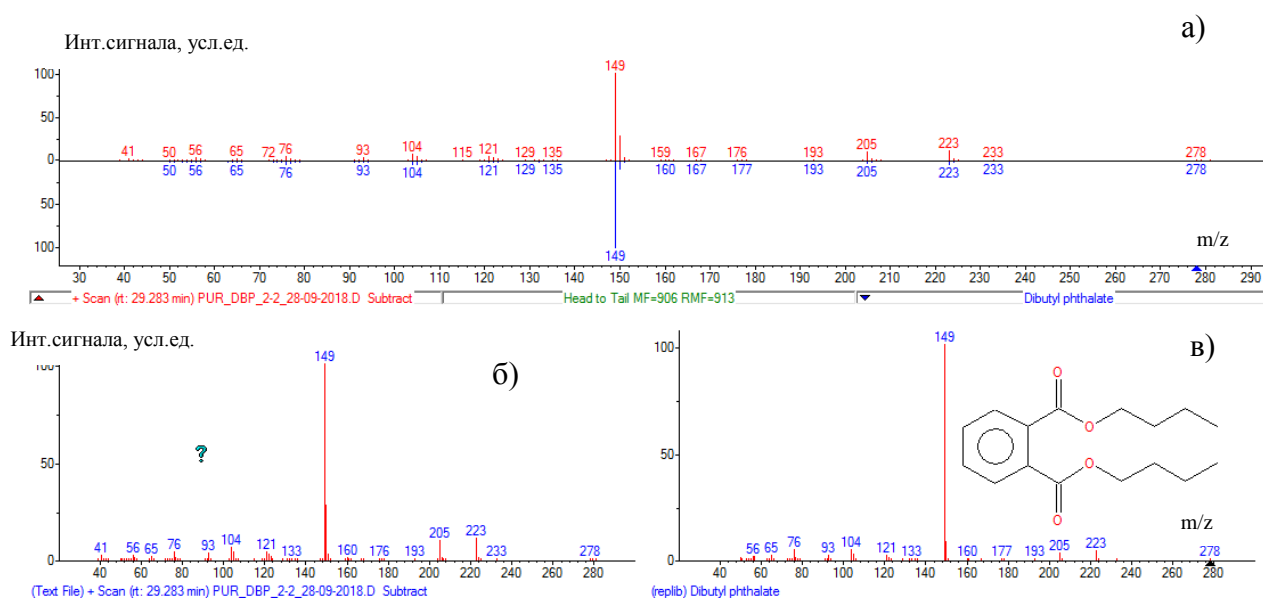 а)
Инт.сигнала, усл.ед.
100
50
0
50
100
149
41 50 56 65 72 76 93 104 115 121 129 135 159 167 176 193 205 223 233 278
50 56 65 76 93 104 121 129 135 160 167 177 193 205 223 233 278
149
m/z
30 40 50 60 70 80 90 100 110 120 130 140 150 160 170 180 190 200 210 220 230 240 250 260 270 280 290
+ Scan (rt: 29.283 min) PUR_DBP_2-2_28-09-2018.D Subtract
Head to Tail MF=906 RMF=913
Dibutyl phthalate
Инт.сигнала, усл.ед.
б)
100
50
0
?
149
41 56 65 76 93 104 121 133 160 176 193 205 223 233 278
40 60 80 100 120 140 160 180 200 220 240 260 280
(Text File) + Scan (rt: 29.283 min) PUR_DBP_2-2_28-09-2018.D Subtract
в)
100
50
0
149
O
O
O
O
m/z
56 65 76 93 104 121 133 160 177 193 205 223 278
40 60 80 100 120 140 160 180 200 220 240 260 280
(replib) Dibutyl phthalate